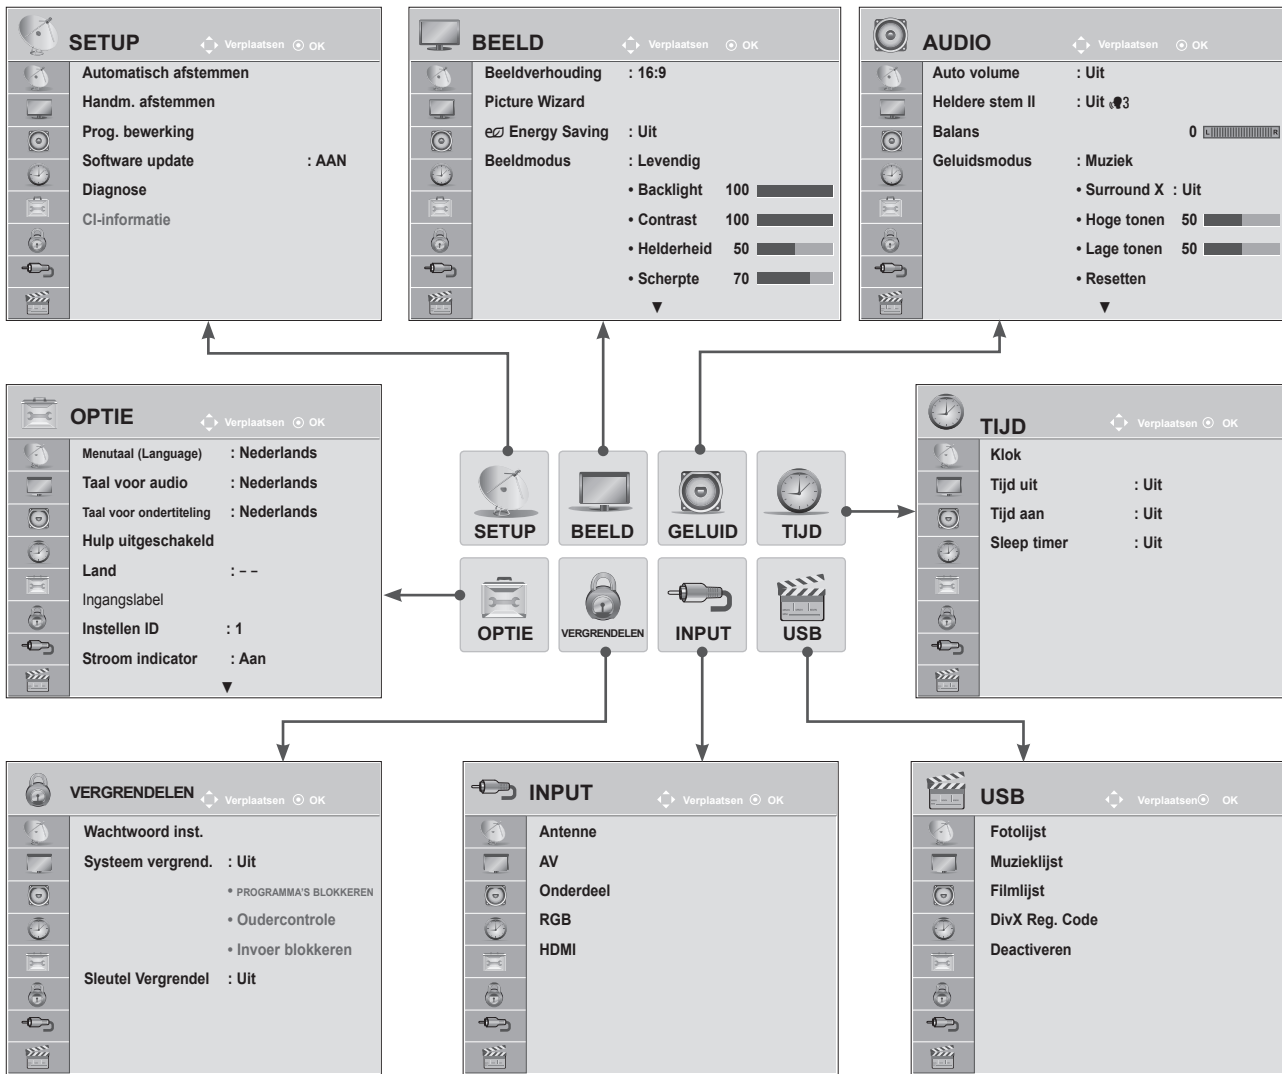 SETUP Verplaatsen OK
Automatisch afstemmen
Handm. afstemmen
Prog. bewerking
Software update : AAN
Diagnose
CI-informatie
BEELD Verplaatsen OK
Beeldverhouding : 16:9
Picture Wizard
Energy Saving : Uit
Beeldmodus : Levendig
• Backlight 100
• Contrast 100
• Helderheid 50
• Scherpte 70
▼
AUDIO Verplaatsen OK
Auto volume : Uit
Heldere stem II : Uit 3
Balans 0 L R
Geluidsmodus : Muziek
• Surround X : Uit
• Hoge tonen 50
• Lage tonen 50
• Resetten
▼
OPTIE Verplaatsen OK
Menutaal (Language) : Nederlands
Taal voor audio : Nederlands
Taal voor ondertiteling : Nederlands
Hulp uitgeschakeld
Land : – –
Ingangslabel
Instellen ID : 1
Stroom indicator : Aan
▼
SETUP BEELD GELUID TIJD
OPTIE VERGRENDELEN INPUT USB
TIJD Verplaatsen OK
Klok
Tijd uit : Uit
Tijd aan : Uit
Sleep timer : Uit
VERGRENDELEN Verplaatsen OK
Wachtwoord inst.
Systeem vergrend. : Uit
• PROGRAMMA'S BLOKKEREN
• Oudercontrole
• Invoer blokkeren
Sleutel Vergrendel : Uit
INPUT Verplaatsen OK
Antenne
AV
Onderdeel
RGB
HDMI
USB Verplaatsen OK
Fotolijst
Muzieklijst
Filmlijst
DivX Reg. Code
Deactiveren